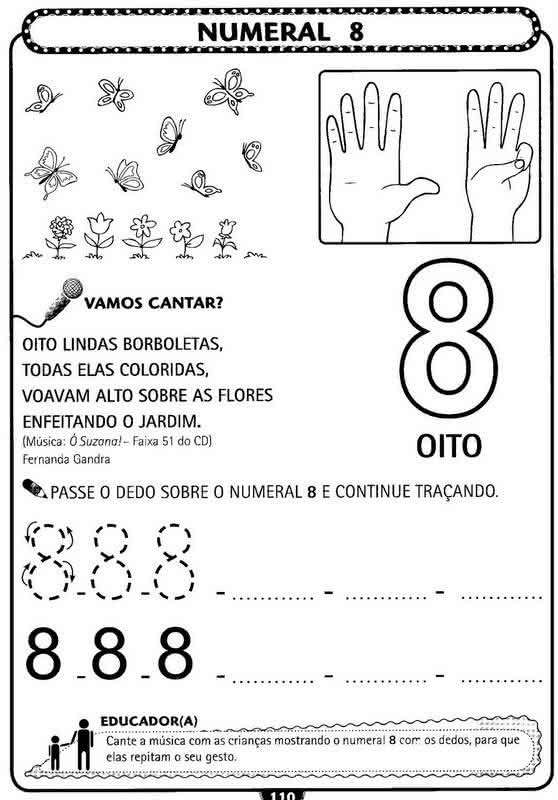 NUMERAL 8
VAMOS CANTAR?
OITO LINDAS BORBOLETAS,
TODAS ELAS COLORIDAS,
VOAVAM ALTO SOBRE AS FLORES
ENFEITANDO O JARDIM.
(Música: Ó Suzana! – Faixa 51 do CD)
Fernanda Gandra
8
OITO
PASSE O DEDO SOBRE O NUMERAL 8 E CONTINUE TRAÇANDO.
8 - 8 - 8 - ............ - ............ - ............
8 - 8 - 8 - ............ - ............ - ............
EDUCADOR(A)
Cante a música com as crianças mostrando o numeral 8 com os dedos, para que
elas repitam o seu gesto.
110